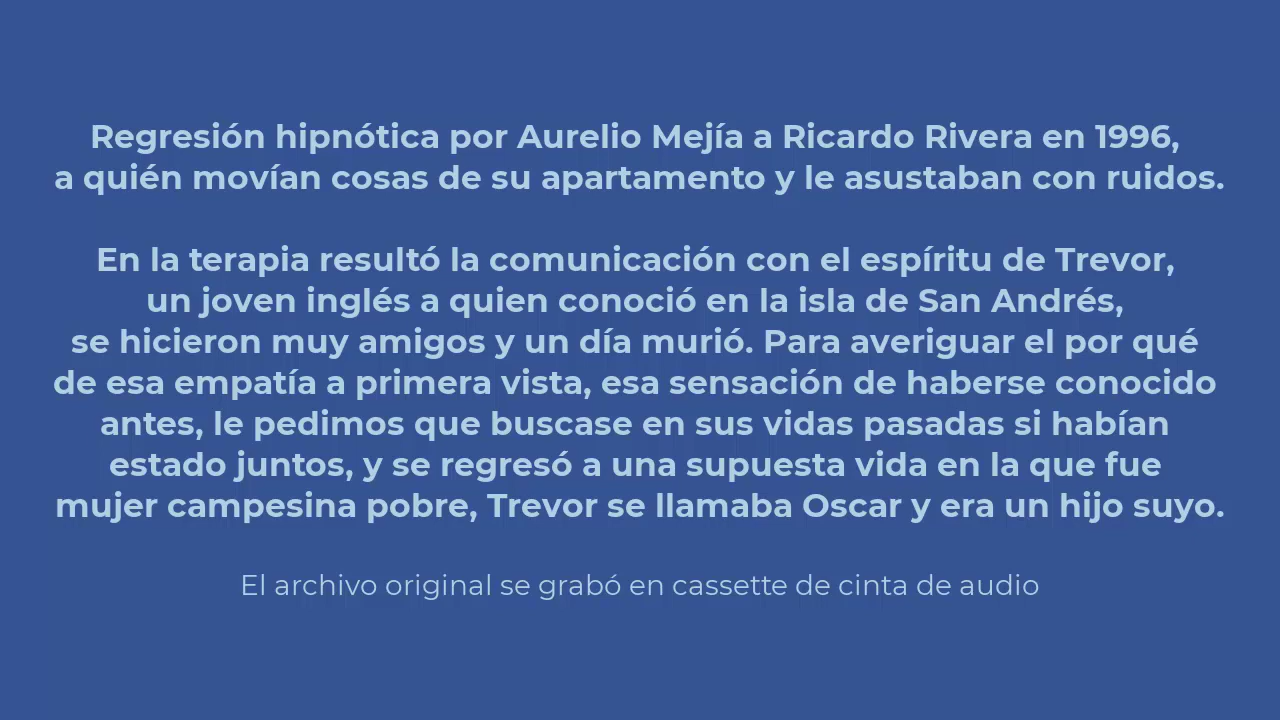 Regresión hipnótica por Aurelio Mejía a Ricardo Rivera en 1996,
a quién movían cosas de su apartamento y le asustaban con ruidos.
En la terapia resultó la comunicación con el espíritu de Trevor,
un joven inglés a quien conoció en la isla de San Andrés,
se hicieron muy amigos y un día murió. Para averiguar el por qué
de esa empatía a primera vista, esa sensación de haberse conocido
antes, le pedimos que buscase en sus vidas pasadas si habían
estado juntos, y se regresó a una supuesta vida en la que fue
mujer campesina pobre, Trevor se llamaba Oscar y era un hijo suyo.
El archivo original se grabó en cassette de cinta de audio